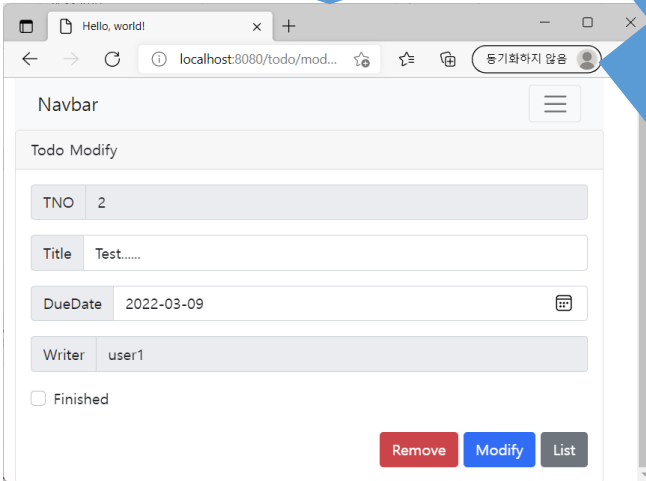 Hello, world!
localhost:8080/todo/mod...
동기화하지 않음
Navbar
Todo Modify
TNO 2
Title Test......
DueDate 2022-03-09
Writer user1
Finished
Remove Modify List